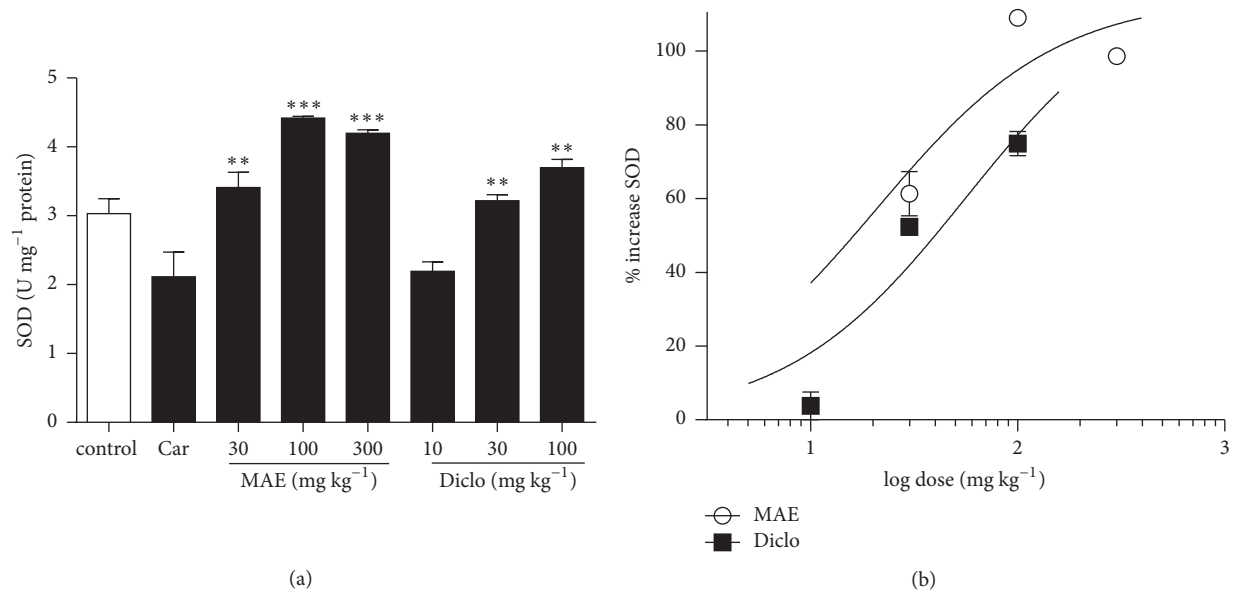 5
4
3
2
1
0
SOD (U mg⁻¹ protein)
** *** *** ** **
control Car 30 100 300 10 30 100
MAE (mg kg⁻¹) Diclo (mg kg⁻¹)
(a)
100
80
60
40
20
0
% increase SOD
1 2 3
log dose (mg kg⁻¹)
MAE
Diclo
(b)